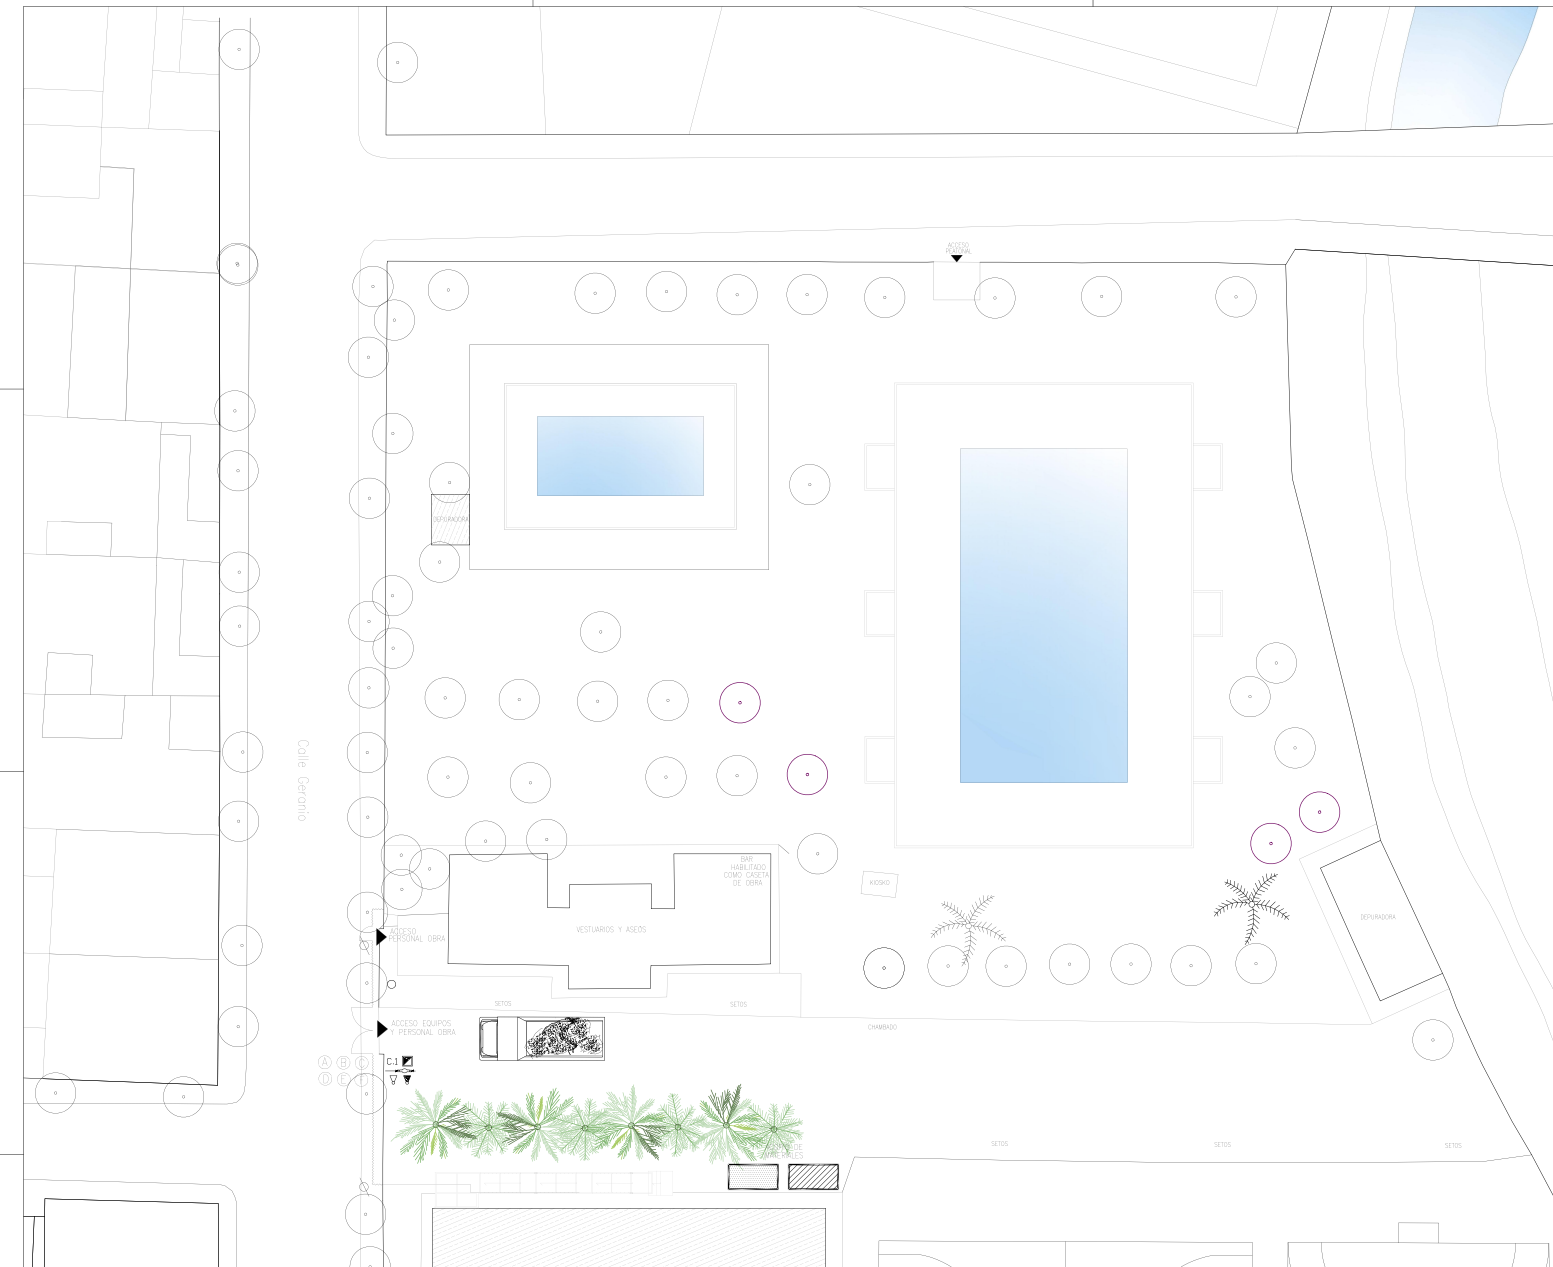 ACCESO
PEATONAL
DEPURADORA
Calle Geranio
BAR
HABILITADO
COMO CASETA
DE OBRA
KIOSKO
VESTUARIOS Y ASEOS
DEPURADORA
ACCESO
PERSONAL OBRA
SETOS
SETOS
ACCESO EQUIPOS
Y PERSONAL OBRA
CHAMBADO
A B C
C.1
D E F
SETOS
SETOS
SETOS
MATERIALES